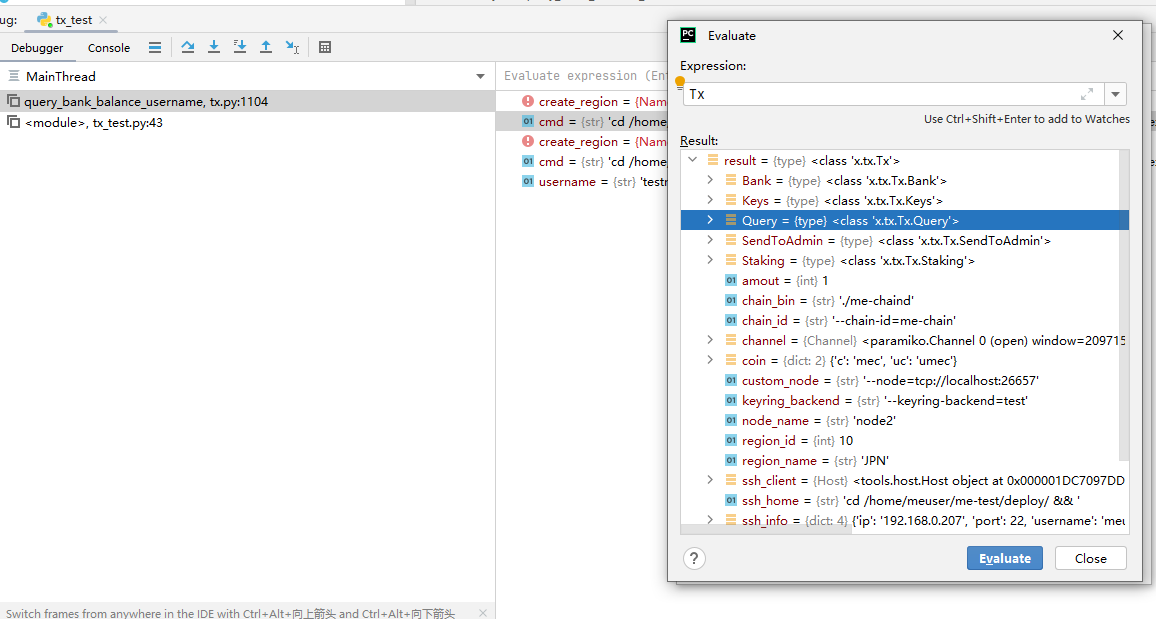 ug: tx_test
Debugger Console
MainThread
query_bank_balance_username, tx.py:1104
<module>, tx_test.py:43
Switch frames from anywhere in the IDE with Ctrl+Alt+向上箭头 and Ctrl+Alt+向下箭头
Evaluate expression (Ent
create_region = {Nam
cmd = {str} 'cd /home/
create_region = {Nam
cmd = {str} 'cd /home/
username = {str} 'testn
PC
Evaluate
Expression:
Tx
Use Ctrl+Shift+Enter to add to Watches
Result:
result = {type} <class 'x.tx.Tx'>
Bank = {type} <class 'x.tx.Tx.Bank'>
Keys = {type} <class 'x.tx.Tx.Keys'>
Query = {type} <class 'x.tx.Tx.Query'>
SendToAdmin = {type} <class 'x.tx.Tx.SendToAdmin'>
Staking = {type} <class 'x.tx.Tx.Staking'>
amout = {int} 1
chain_bin = {str} './me-chaind'
chain_id = {str} '--chain-id=me-chain'
channel = {Channel} <paramiko.Channel 0 (open) window=209715
coin = {dict: 2} {'c': 'mec', 'uc': 'umec'}
custom_node = {str} '--node=tcp://localhost:26657'
keyring_backend = {str} '--keyring-backend=test'
node_name = {str} 'node2'
region_id = {int} 10
region_name = {str} 'JPN'
ssh_client = {Host} <tools.host.Host object at 0x000001DC7097DD
ssh_home = {str} 'cd /home/meuser/me-test/deploy/ && '
ssh_info = {dict: 4} {'ip': '192.168.0.207', 'port': 22, 'username': 'meu
?
Evaluate
Close